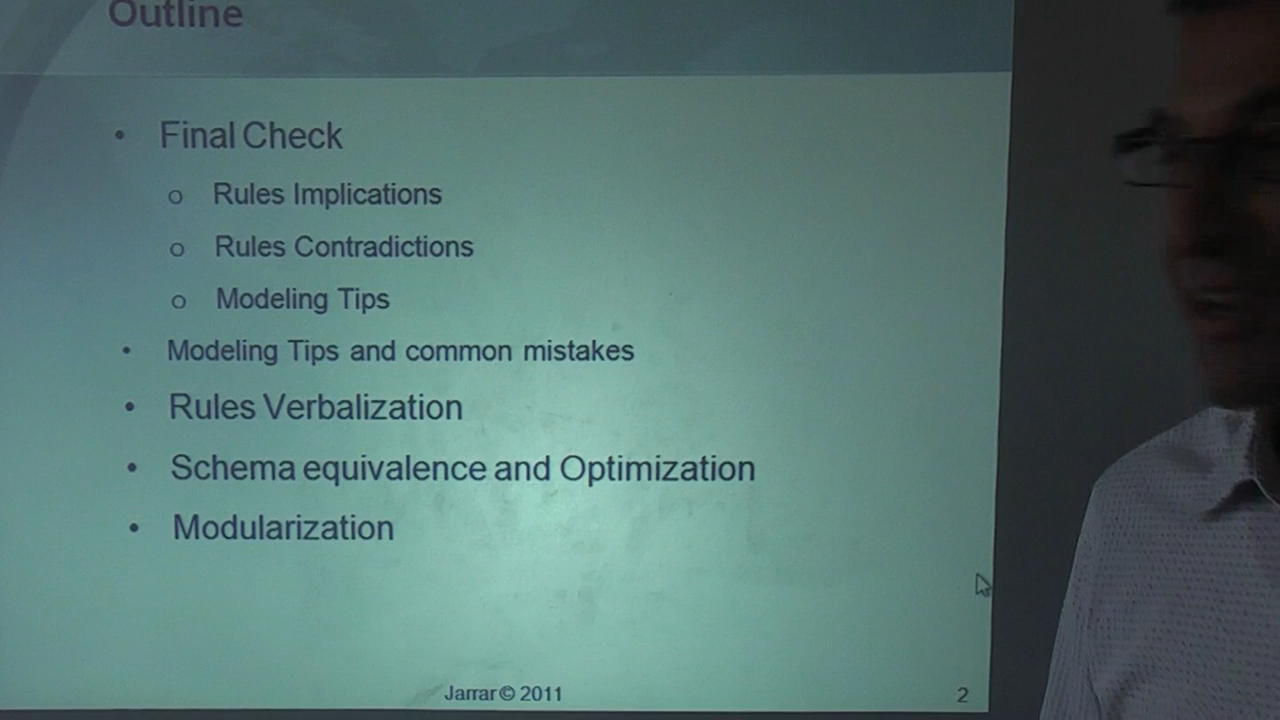 Outline
• Final Check
o Rules Implications
o Rules Contradictions
o Modeling Tips
• Modeling Tips and common mistakes
• Rules Verbalization
• Schema equivalence and Optimization
• Modularization
Jarrar © 2011
2